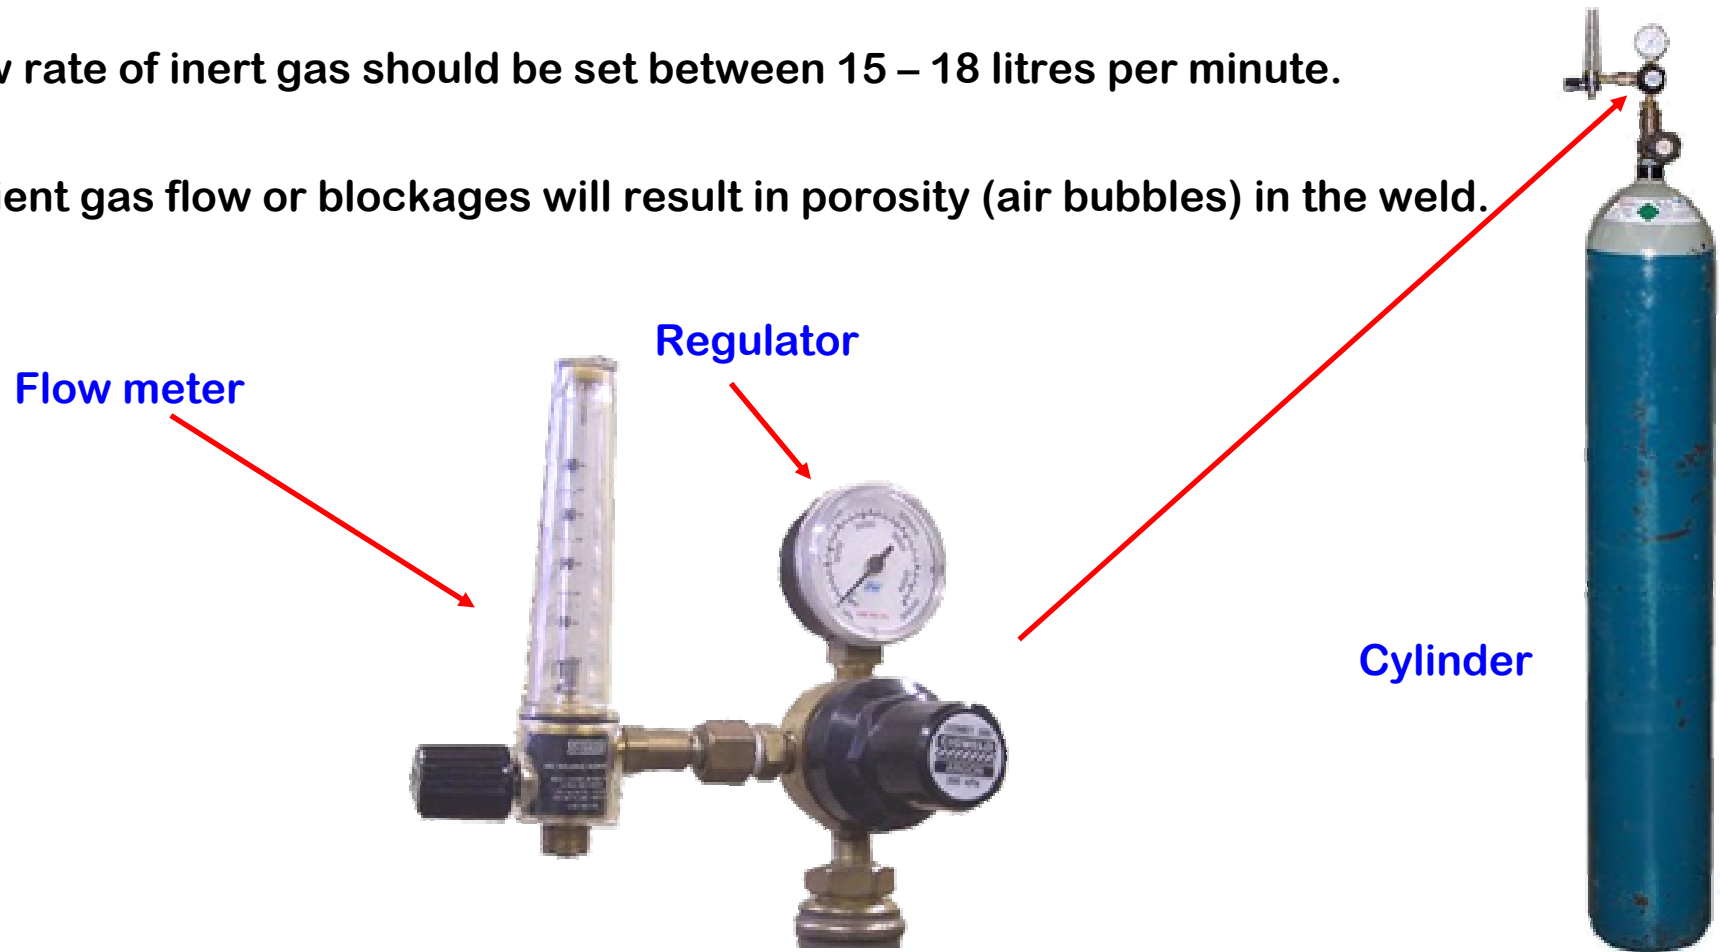 w rate of inert gas should be set between 15 – 18 litres per minute.
ient gas flow or blockages will result in porosity (air bubbles) in the weld.
Regulator
Flow meter
Cylinder